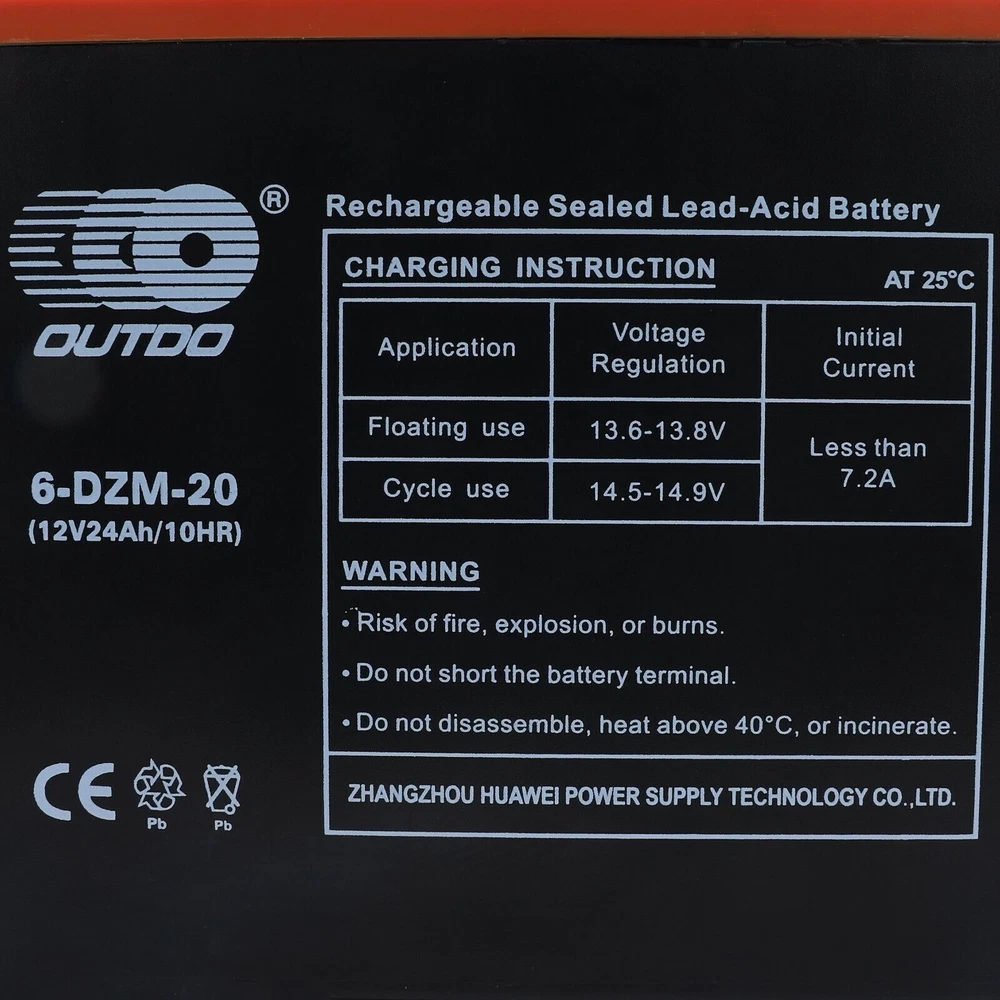 ®
OUTDO
6-DZM-20
(12V24Ah/10HR)
Rechargeable Sealed Lead-Acid Battery
CHARGING INSTRUCTION
AT 25°C
Application
Voltage
Regulation
Initial
Current
Floating use
13.6-13.8V
Less than
7.2A
Cycle use
14.5-14.9V
WARNING
• Risk of fire, explosion, or burns.
• Do not short the battery terminal.
• Do not disassemble, heat above 40°C, or incinerate.
ZHANGZHOU HUAWEI POWER SUPPLY TECHNOLOGY CO.,LTD.
CE
Pb
Pb